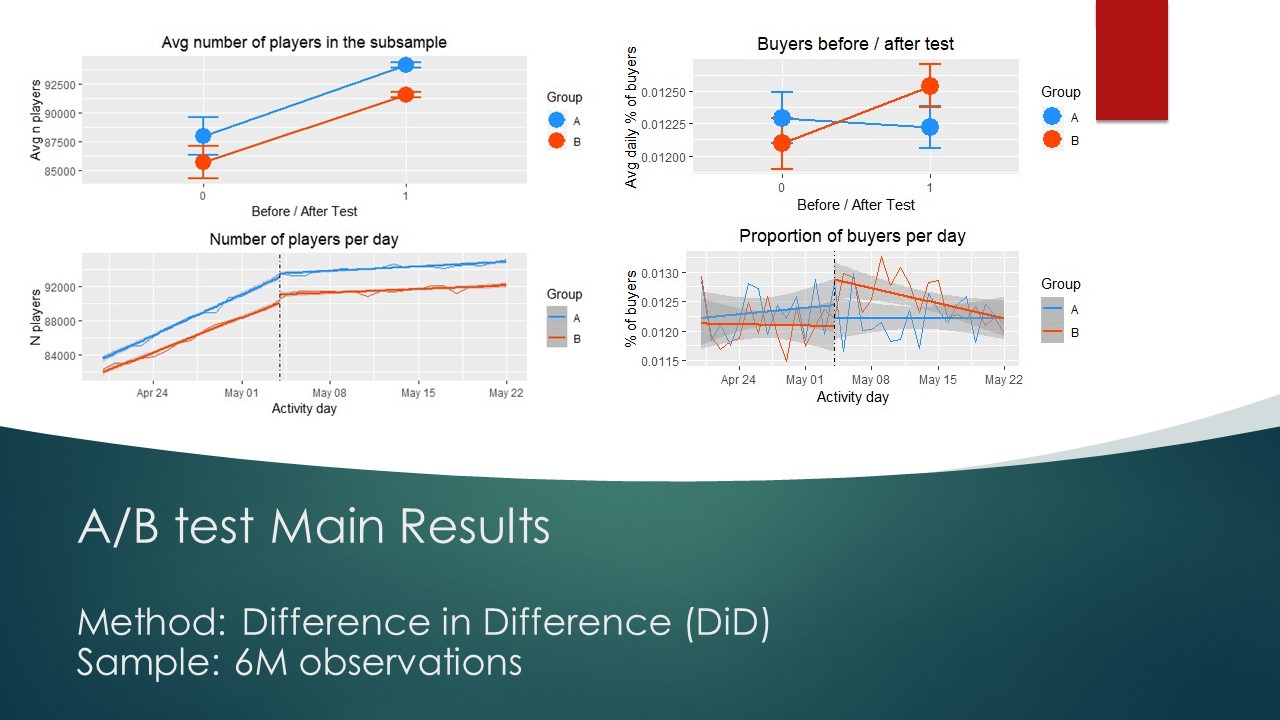 Avg number of players in the subsample
Avg n players
92500
90000
87500
85000
0
1
Before / After Test
Group
A
B
Buyers before / after test
Avg daily % of buyers
0.01250
0.01225
0.01200
0
1
Before / After Test
Group
A
B
Number of players per day
N players
92000
88000
84000
Apr 24
May 01
May 08
May 15
May 22
Activity day
Group
A
B
Proportion of buyers per day
% of buyers
0.0130
0.0125
0.0120
0.0115
Apr 24
May 01
May 08
May 15
May 22
Activity day
Group
A
B
A/B test Main Results
Method: Difference in Difference (DiD)
Sample: 6M observations